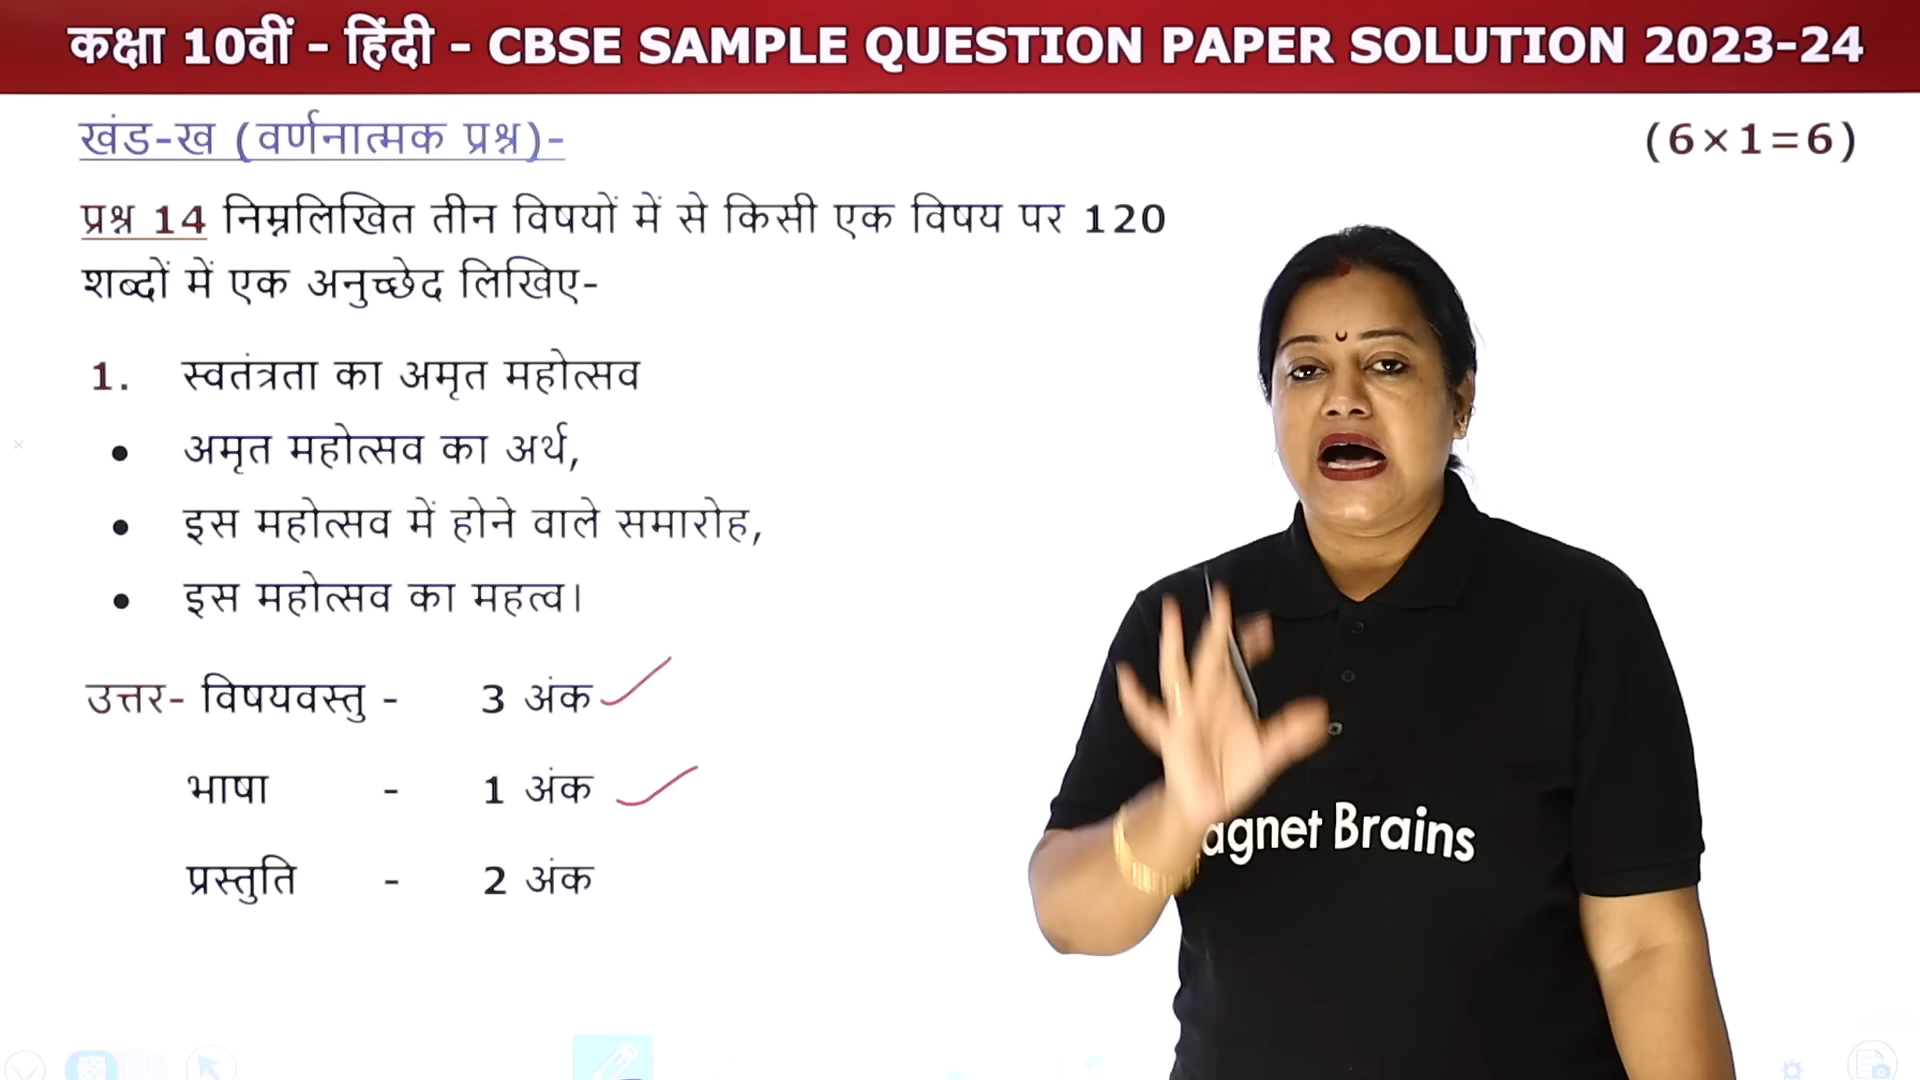 कक्षा 10वीं - हिंदी - CBSE SAMPLE QUESTION PAPER SOLUTION 2023-24
खंड-ख (वर्णनात्मक प्रश्न)- (6×1=6)
प्रश्न 14 निम्नलिखित तीन विषयों में से किसी एक विषय पर 120
शब्दों में एक अनुच्छेद लिखिए-
1. स्वतंत्रता का अमृत महोत्सव
• अमृत महोत्सव का अर्थ,
• इस महोत्सव में होने वाले समारोह,
• इस महोत्सव का महत्व।
उत्तर- विषयवस्तु - 3 अंक
भाषा - 1 अंक
प्रस्तुति - 2 अंक
agnet Brains